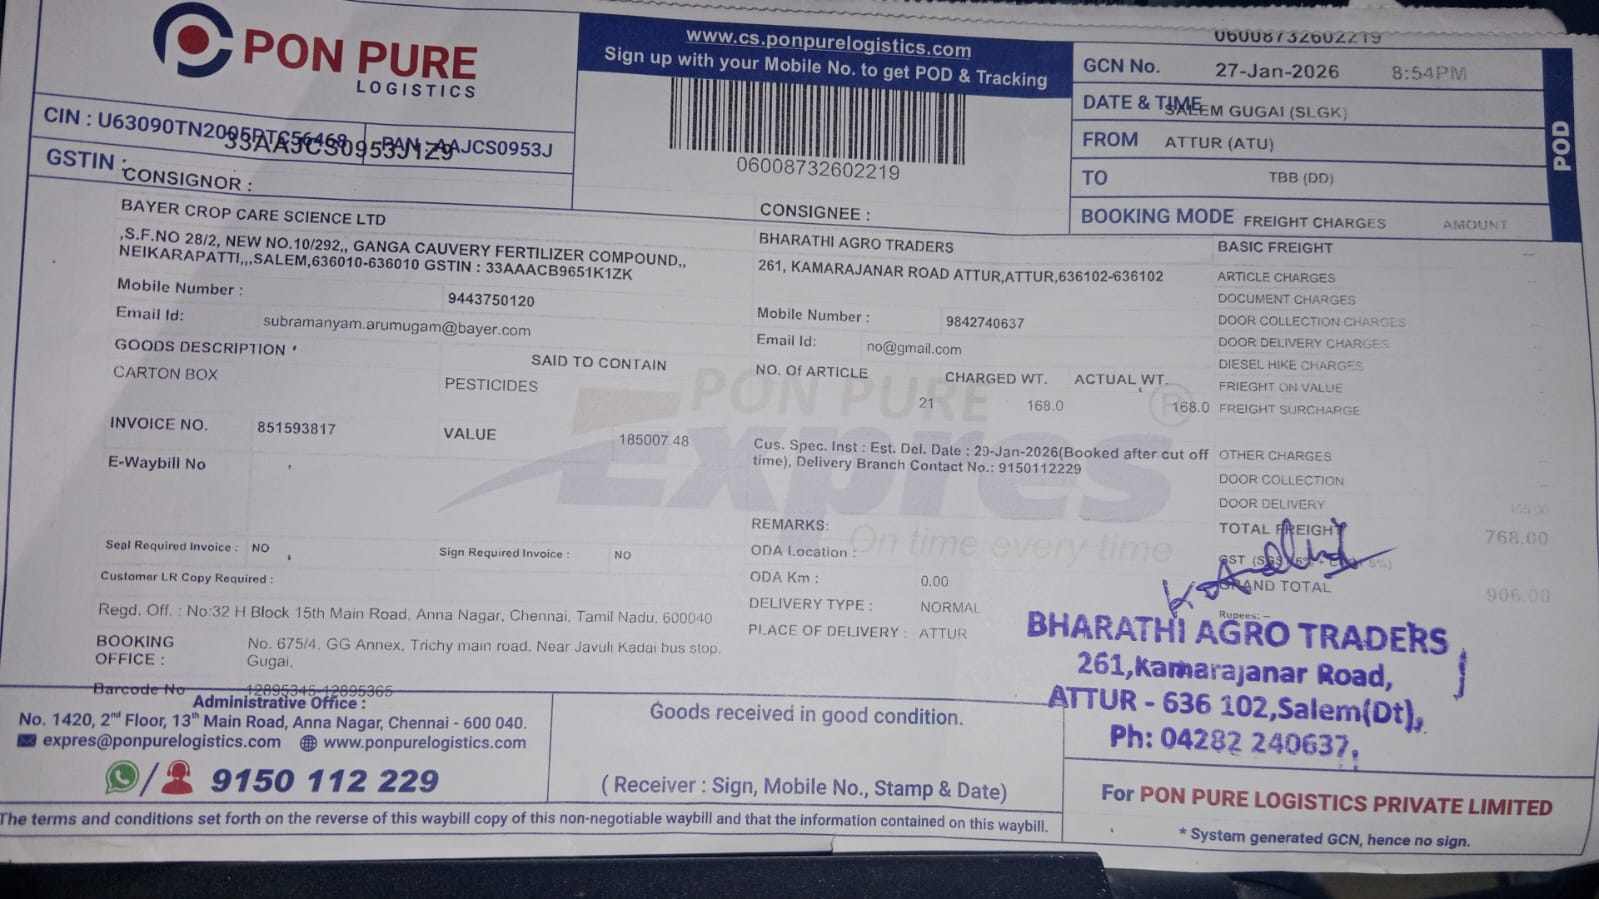 PON PURE
LOGISTICS
CIN : U63090TN2005PTC56468 PAN : AAJCS0953J
33AAJCS0953J1Z9
GSTIN :
www.cs.ponpurelogistics.com
Sign up with your Mobile No. to get POD & Tracking
06008732602219
06008732602219
GCN No. 27-Jan-2026 8:54PM
DATE & TIME SALEM GUGAI (SLGK)
FROM ATTUR (ATU)
TO TBB (DD)
BOOKING MODE FREIGHT CHARGES AMOUNT
POD
CONSIGNOR :
BAYER CROP CARE SCIENCE LTD
,S.F.NO 28/2, NEW NO.10/292,, GANGA CAUVERY FERTILIZER COMPOUND,,
NEIKARAPATTI,,,SALEM,636010-636010 GSTIN : 33AAACB9651K1ZK
Mobile Number : 9443750120
Email Id: subramanyam.arumugam@bayer.com
CONSIGNEE :
BHARATHI AGRO TRADERS
261, KAMARAJANAR ROAD ATTUR,ATTUR,636102-636102
Mobile Number : 9842740637
Email Id: no@gmail.com
GOODS DESCRIPTION SAID TO CONTAIN
CARTON BOX PESTICIDES
NO. Of ARTICLE CHARGED WT. ACTUAL WT.
21 168.0 168.0
INVOICE NO. 851593817 VALUE 185007.48
E-Waybill No
Cus. Spec. Inst : Est. Del. Date : 29-Jan-2026(Booked after cut off
time), Delivery Branch Contact No.: 9150112229
PON PURE
Expres
On time every time
REMARKS:
Seal Required Invoice : NO Sign Required Invoice : NO
ODA Location :
Customer LR Copy Required :
ODA Km : 0.00
DELIVERY TYPE : NORMAL
PLACE OF DELIVERY : ATTUR
BASIC FREIGHT
ARTICLE CHARGES
DOCUMENT CHARGES
DOOR COLLECTION CHARGES
DOOR DELIVERY CHARGES
DIESEL HIKE CHARGES
FRIEGHT ON VALUE
FREIGHT SURCHARGE
OTHER CHARGES
DOOR COLLECTION
DOOR DELIVERY
TOTAL FREIGHT 768.00
GRAND TOTAL 906.00
Rupees: --
Regd. Off. : No:32 H Block 15th Main Road, Anna Nagar, Chennai, Tamil Nadu, 600040
BOOKING
OFFICE :
No. 675/4, GG Annex, Trichy main road, Near Javuli Kadai bus stop,
Gugai,
Barcode No 12895345-12895365
BHARATHI AGRO TRADERS
261,Kamarajanar Road,
ATTUR - 636 102,Salem(Dt),
Ph: 04282 240637,
Administrative Office :
No. 1420, 2nd Floor, 13th Main Road, Anna Nagar, Chennai - 600 040.
expres@ponpurelogistics.com www.ponpurelogistics.com
/ 9150 112 229
Goods received in good condition.
( Receiver : Sign, Mobile No., Stamp & Date)
For PON PURE LOGISTICS PRIVATE LIMITED
* System generated GCN, hence no sign.
The terms and conditions set forth on the reverse of this waybill copy of this non-negotiable waybill and that the information contained on this waybill.